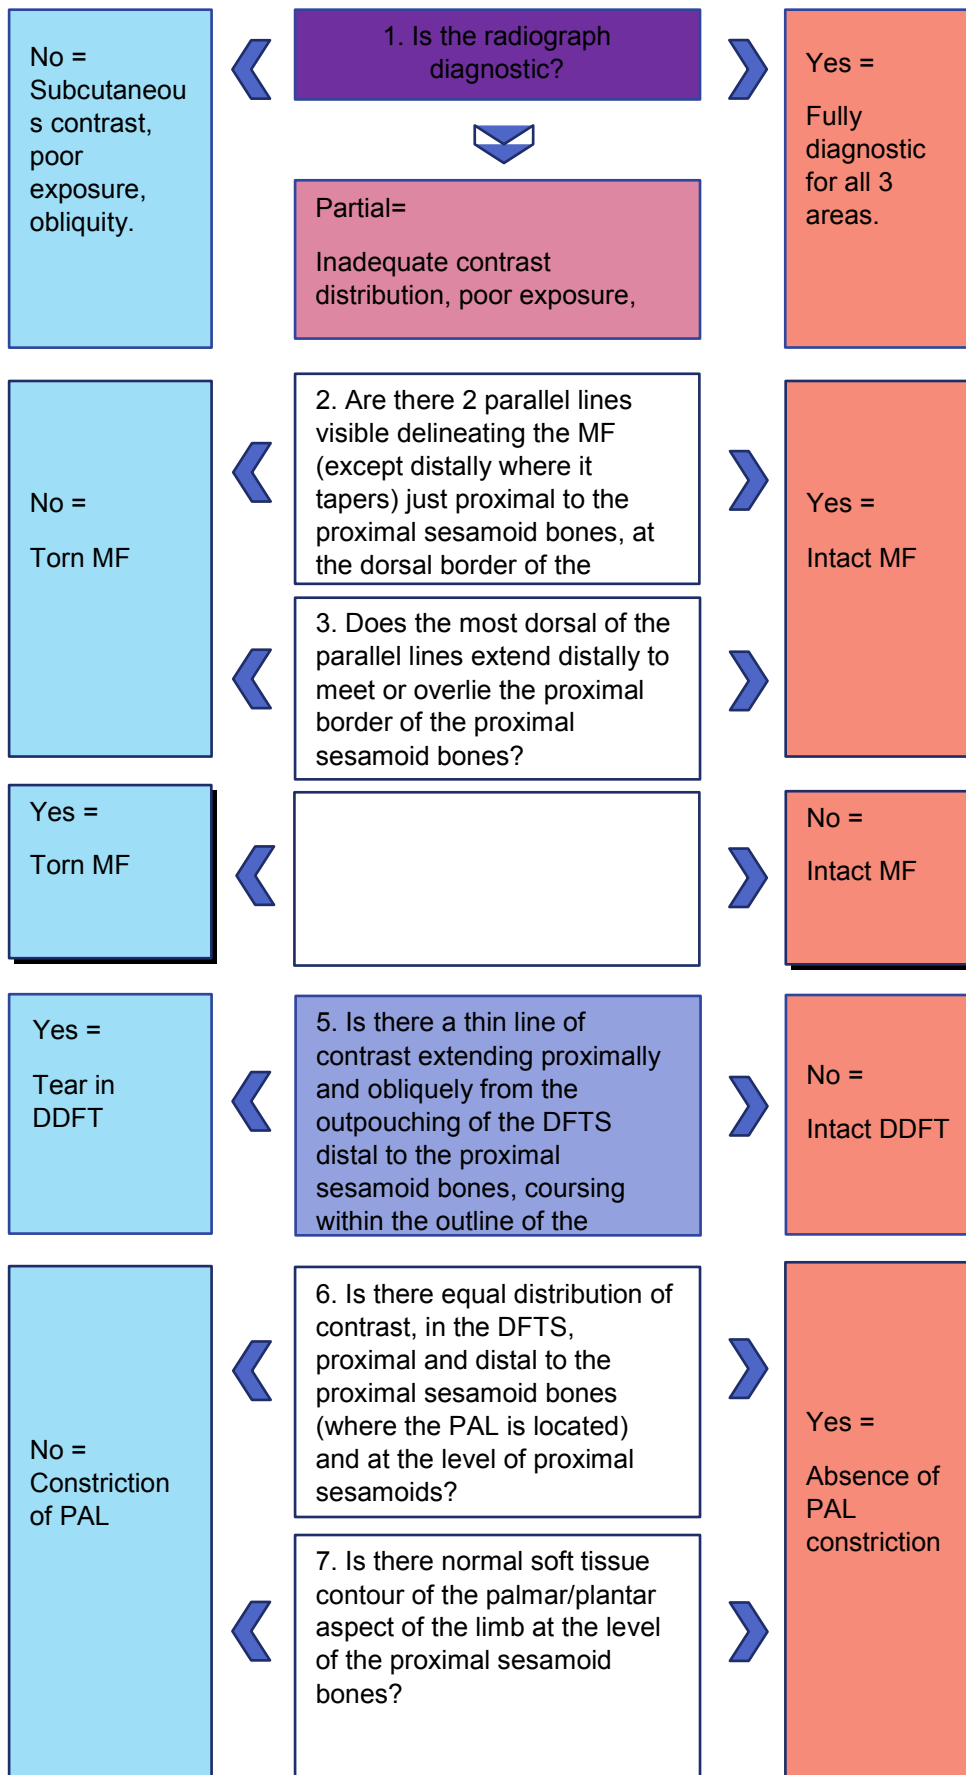 1. Is the radiograph
diagnostic?
No =
Subcutaneou
s contrast,
poor
exposure,
obliquity.
Yes =
Fully
diagnostic
for all 3
areas.
Partial=
Inadequate contrast
distribution, poor exposure,
2. Are there 2 parallel lines
visible delineating the MF
(except distally where it
tapers) just proximal to the
proximal sesamoid bones, at
the dorsal border of the
No =
Torn MF
Yes =
Intact MF
3. Does the most dorsal of the
parallel lines extend distally to
meet or overlie the proximal
border of the proximal
sesamoid bones?
Yes =
Torn MF
No =
Intact MF
5. Is there a thin line of
contrast extending proximally
and obliquely from the
outpouching of the DFTS
distal to the proximal
sesamoid bones, coursing
within the outline of the
Yes =
Tear in
DDFT
No =
Intact DDFT
6. Is there equal distribution of
contrast, in the DFTS,
proximal and distal to the
proximal sesamoid bones
(where the PAL is located)
and at the level of proximal
sesamoids?
No =
Constriction
of PAL
Yes =
Absence of
PAL
constriction
7. Is there normal soft tissue
contour of the palmar/plantar
aspect of the limb at the level
of the proximal sesamoid
bones?